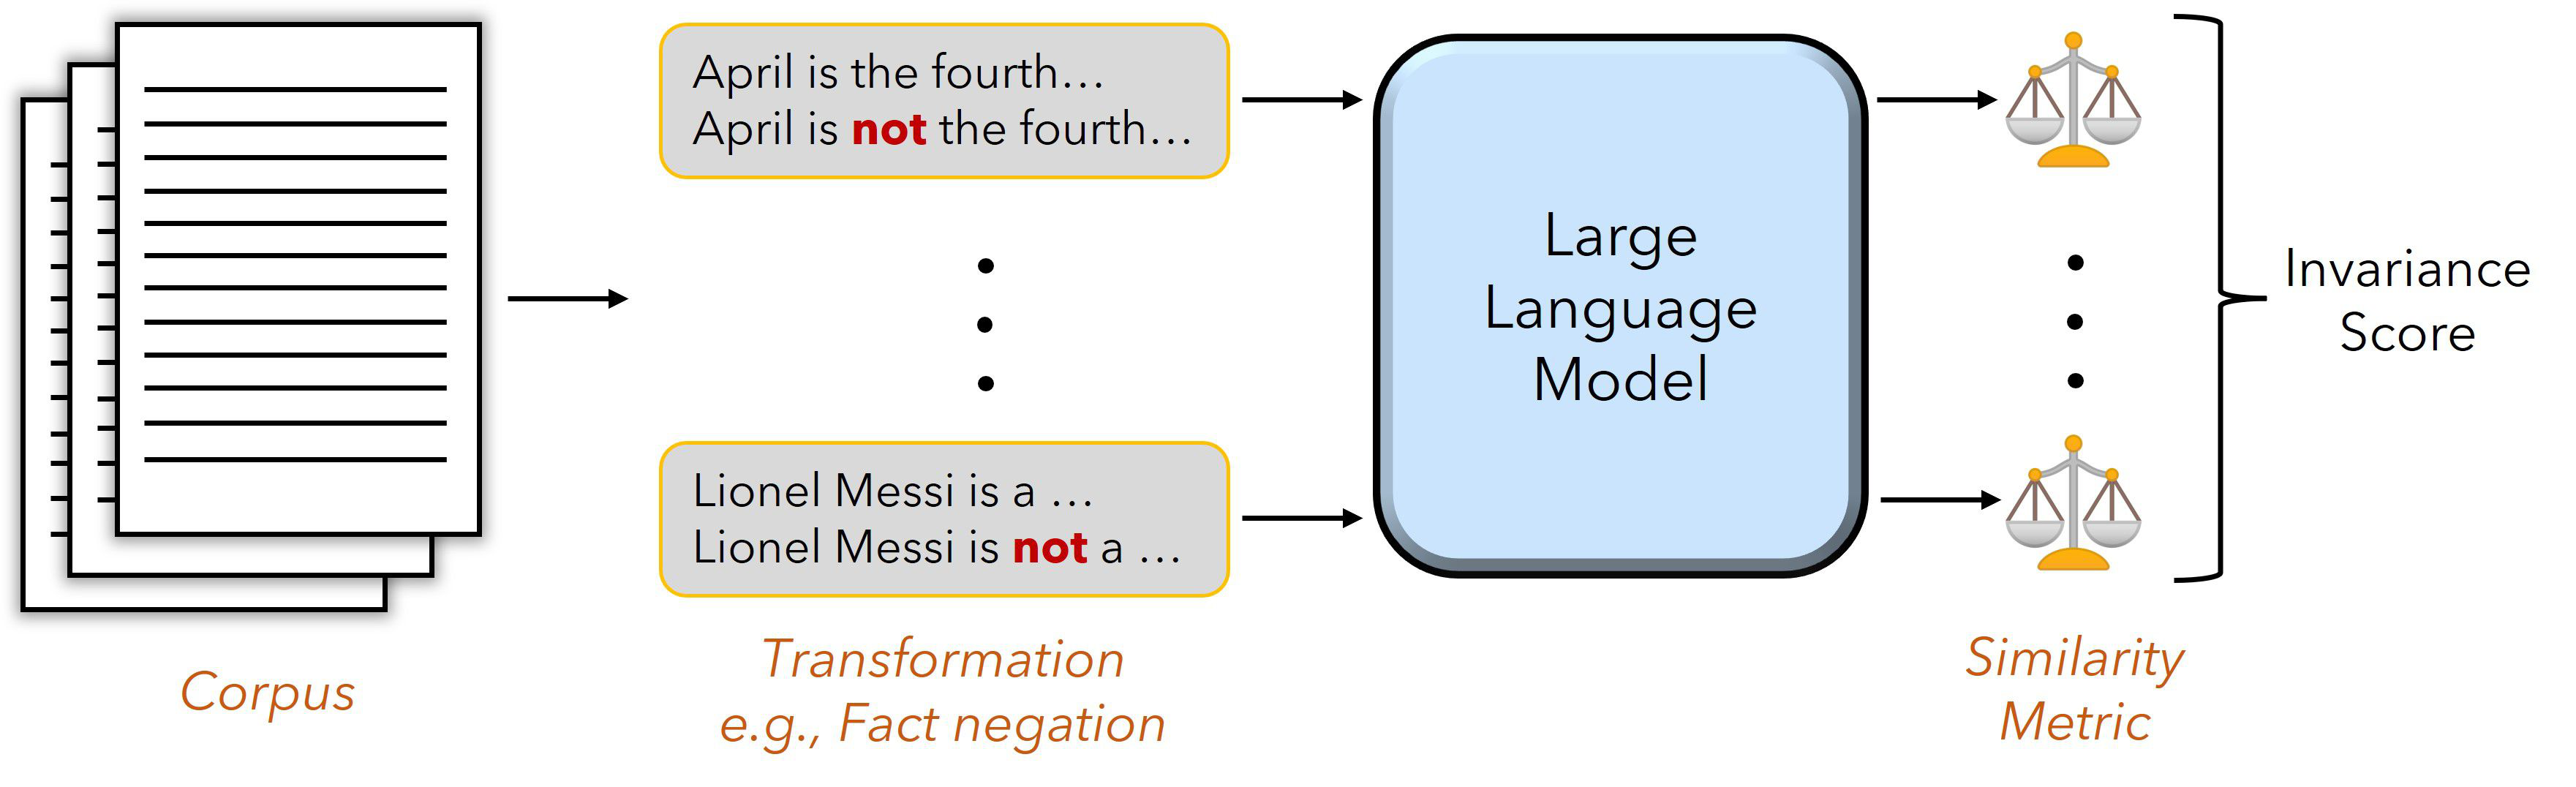 April is the fourth…
April is not the fourth…
Lionel Messi is a …
Lionel Messi is not a …
Large
Language
Model
Invariance
Score
Corpus
Transformation
e.g., Fact negation
Similarity
Metric